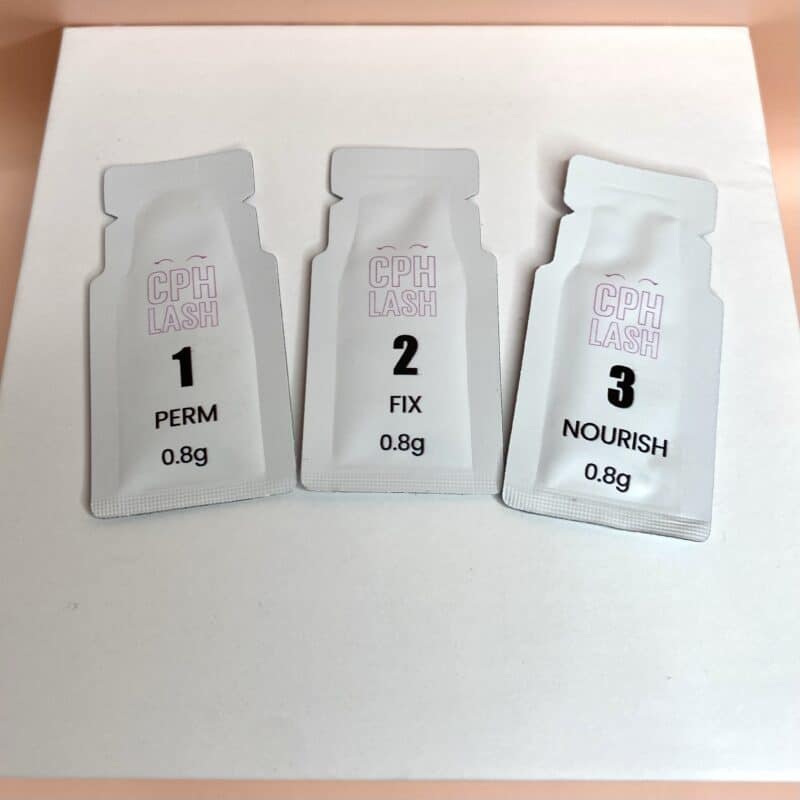 CPH
LASH
1
PERM
0.8g
CPH
LASH
2
FIX
0.8g
CPH
LASH
3
NOURISH
0.8g